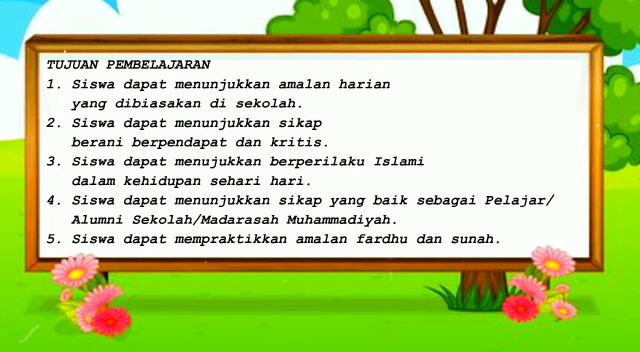 TUJUAN PEMBELAJARAN
1. Siswa dapat menunjukkan amalan harian
yang dibiasakan di sekolah.
2. Siswa dapat menunjukkan sikap
berani berpendapat dan kritis.
3. Siswa dapat menujukkan berperilaku Islami
dalam kehidupan sehari hari.
4. Siswa dapat menunjukkan sikap yang baik sebagai Pelajar/
Alumni Sekolah/Madarasah Muhammadiyah.
5. Siswa dapat mempraktikkan amalan fardhu dan sunah.